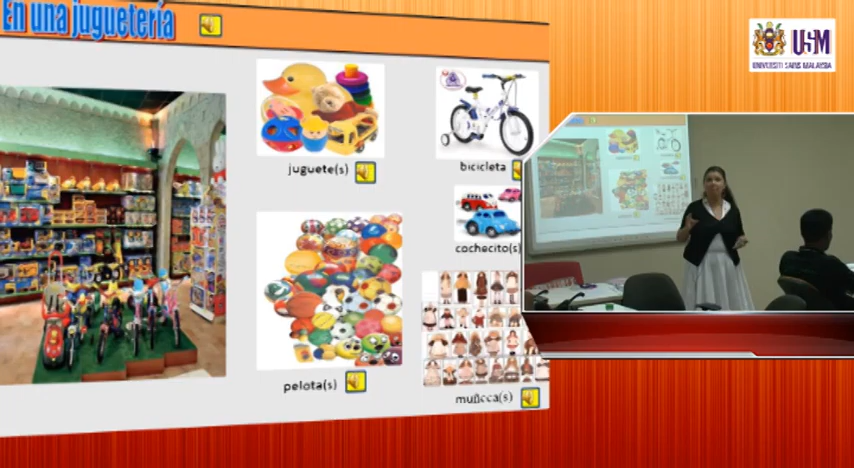 En una juguetería
juguete(s)
bicicleta
cochecito(s)
pelota(s)
muñeca(s)
USM
UNIVERSITI SAINS MALAYSIA